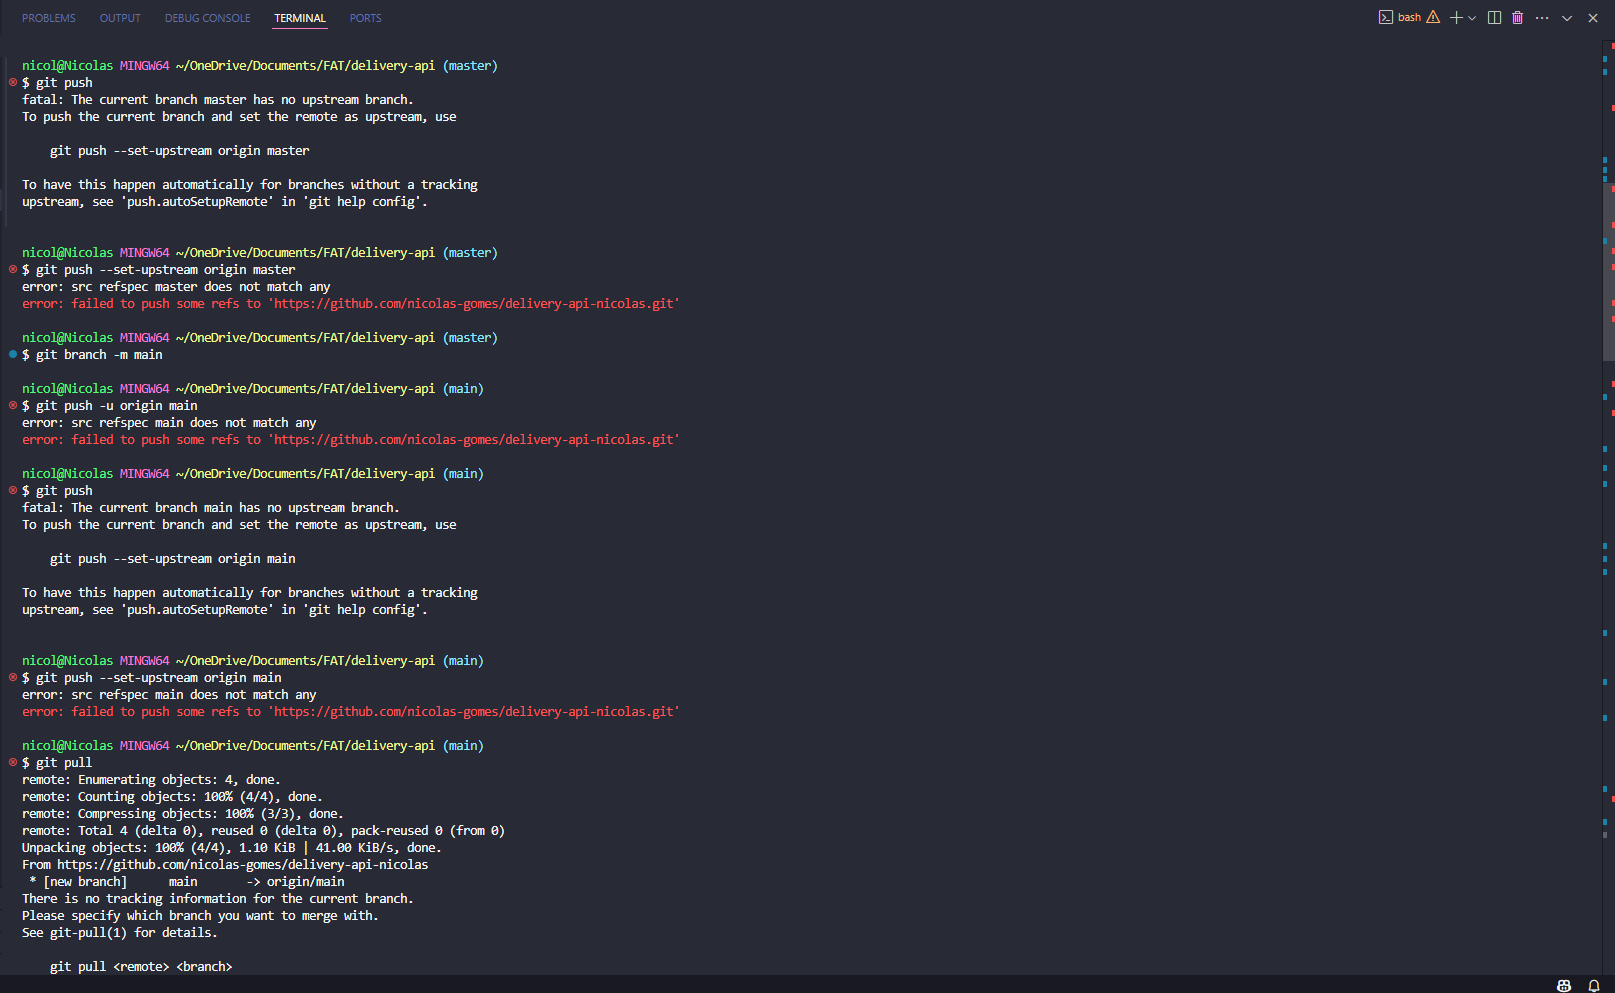 PROBLEMS OUTPUT DEBUG CONSOLE TERMINAL PORTS bash
nicol@Nicolas MINGW64 ~/OneDrive/Documents/FAT/delivery-api (master)
$ git push
fatal: The current branch master has no upstream branch.
To push the current branch and set the remote as upstream, use
git push --set-upstream origin master
To have this happen automatically for branches without a tracking
upstream, see 'push.autoSetupRemote' in 'git help config'.
nicol@Nicolas MINGW64 ~/OneDrive/Documents/FAT/delivery-api (master)
$ git push --set-upstream origin master
error: src refspec master does not match any
error: failed to push some refs to 'https://github.com/nicolas-gomes/delivery-api-nicolas.git'
nicol@Nicolas MINGW64 ~/OneDrive/Documents/FAT/delivery-api (master)
$ git branch -m main
nicol@Nicolas MINGW64 ~/OneDrive/Documents/FAT/delivery-api (main)
$ git push -u origin main
error: src refspec main does not match any
error: failed to push some refs to 'https://github.com/nicolas-gomes/delivery-api-nicolas.git'
nicol@Nicolas MINGW64 ~/OneDrive/Documents/FAT/delivery-api (main)
$ git push
fatal: The current branch main has no upstream branch.
To push the current branch and set the remote as upstream, use
git push --set-upstream origin main
To have this happen automatically for branches without a tracking
upstream, see 'push.autoSetupRemote' in 'git help config'.
nicol@Nicolas MINGW64 ~/OneDrive/Documents/FAT/delivery-api (main)
$ git push --set-upstream origin main
error: src refspec main does not match any
error: failed to push some refs to 'https://github.com/nicolas-gomes/delivery-api-nicolas.git'
nicol@Nicolas MINGW64 ~/OneDrive/Documents/FAT/delivery-api (main)
$ git pull
remote: Enumerating objects: 4, done.
remote: Counting objects: 100% (4/4), done.
remote: Compressing objects: 100% (3/3), done.
remote: Total 4 (delta 0), reused 0 (delta 0), pack-reused 0 (from 0)
Unpacking objects: 100% (4/4), 1.10 KiB | 41.00 KiB/s, done.
From https://github.com/nicolas-gomes/delivery-api-nicolas
* [new branch] main -> origin/main
There is no tracking information for the current branch.
Please specify which branch you want to merge with.
See git-pull(1) for details.
git pull <remote> <branch>